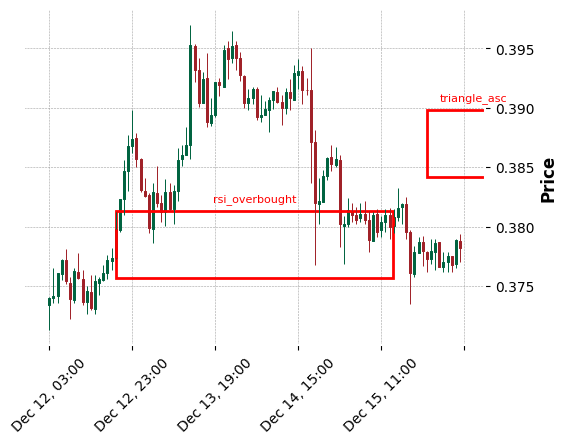 0.395
triangle_asc
0.390
0.385
Price
rsi_overbought
0.380
0.375
Dec 12, 03:00
Dec 12, 23:00
Dec 13, 19:00
Dec 14, 15:00
Dec 15, 11:00